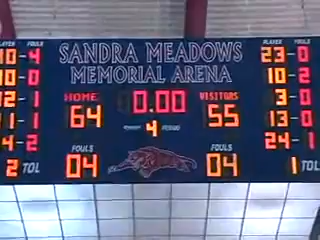 SANDRA MEADOWS
MEMORIAL ARENA
PLAYER FOULS
PLAYER FOULS
10-4
23-0
HOME
0.00
VISITORS
10-0
10-2
64
55
12-1
3-0
4 PERIOD
11-1
13-0
FOULS
FOULS
14-2
24-1
2 TOL
04
04
1 TOL